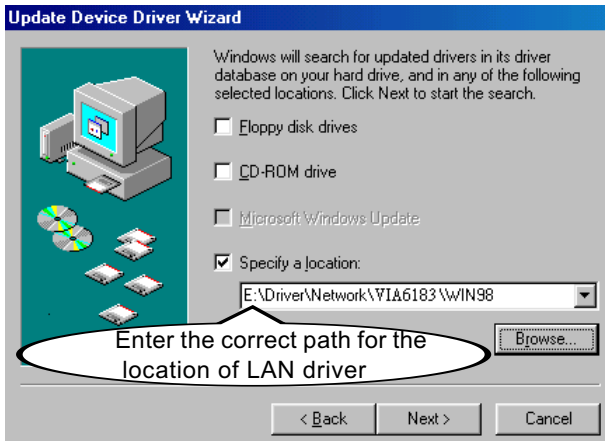 Update Device Driver Wizard
Windows will search for updated drivers in its driver
database on your hard drive, and in any of the following
selected locations. Click Next to start the search.
Floppy disk drives
CD-ROM drive
Microsoft Windows Update
Specify a location:
E:\Driver\Network\VIA6183\WIN98
Enter the correct path for the
location of LAN driver
Browse...
< Back
Next >
Cancel